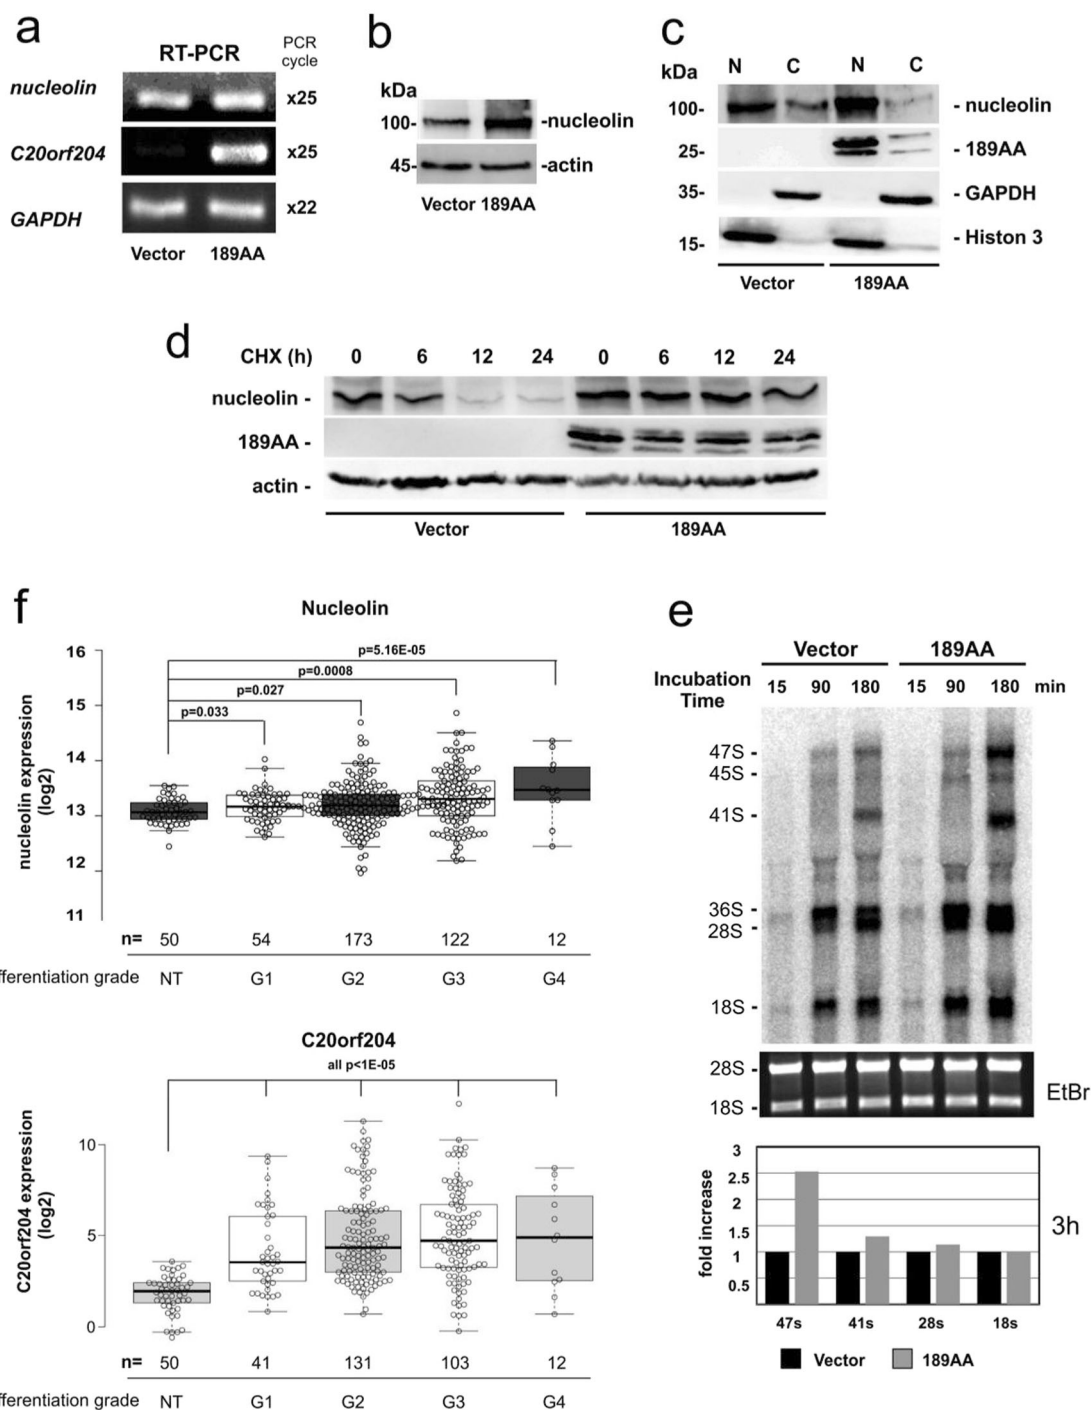 a
RT-PCR
PCR
cycle
nucleolin
x25
C20orf204
x25
GAPDH
x22
Vector 189AA
b
kDa
100- -nucleolin
45- -actin
Vector 189AA
c
kDa N C N C
100- - nucleolin
25- - 189AA
35- - GAPDH
15- - Histon 3
Vector 189AA
d
CHX (h) 0 6 12 24 0 6 12 24
nucleolin -
189AA -
actin -
Vector 189AA
f
Nucleolin
p=5.16E-05
p=0.0008
p=0.027
p=0.033
nucleolin expression
(log2)
16
15
14
13
12
11
n= 50 54 173 122 12
fferentiation grade NT G1 G2 G3 G4
C20orf204
all p<1E-05
C20orf204 expression
(log2)
10
5
0
n= 50 41 131 103 12
fferentiation grade NT G1 G2 G3 G4
e
Vector 189AA
Incubation
Time
15 90 180 15 90 180 min
47S -
45S -
41S -
36S -
28S -
18S -
28S -
18S -
EtBr
fold increase
3
2.5
2
1.5
1
0.5
3h
47s 41s 28s 18s
Vector 189AA